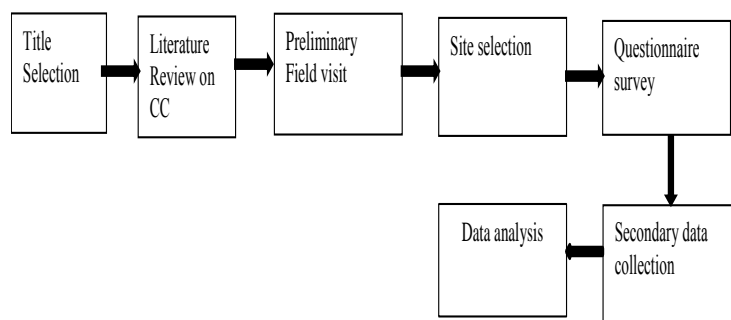 Title
Selection
Literature
Review on
CC
Preliminary
Field visit
Site selection
Questionnaire
survey
Secondary data
collection
Data analysis